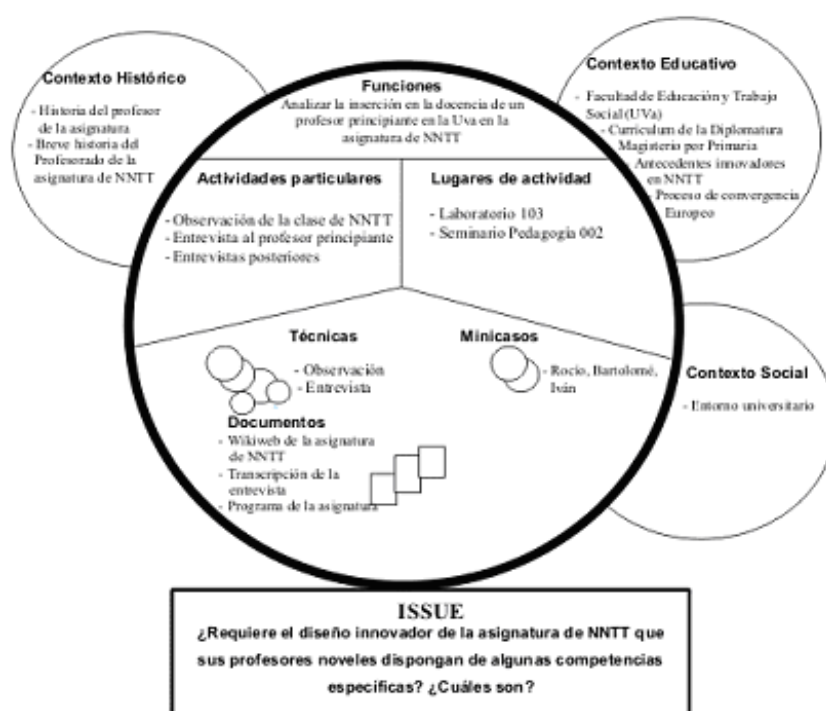 Contexto Histórico
- Historia del profesor
de la asignatura
- Breve historia del
Profesorado de la
asignatura de NNTT
Funciones
Analizar la inserción en la docencia de un
profesor principiante en la Uva en la
asignatura de NNTT
Contexto Educativo
- Facultad de Educación y Trabajo
Social (UVa)
- Curriculum de la Diplomatura
Magisterio por Primaria
- Antecedentes innovadores
en NNTT
- Proceso de convergencia
Europeo
Actividades particulares
- Observación de la clase de NNTT
- Entrevista al profesor principiante
- Entrevistas posteriores
Lugares de actividad
- Laboratorio 103
- Seminario Pedagogía 002
Técnicas
- Observación
- Entrevista
Minicasos
- Rocío, Bartolomé,
Iván
Contexto Social
- Entorno universitario
Documentos
- Wikiweb de la asignatura
de NNTT
- Transcripción de la
entrevista
- Programa de la asignatura
ISSUE
¿Requiere el diseño innovador de la asignatura de NNTT que
sus profesores noveles dispongan de algunas competencias
especificas? ¿Cuáles son?